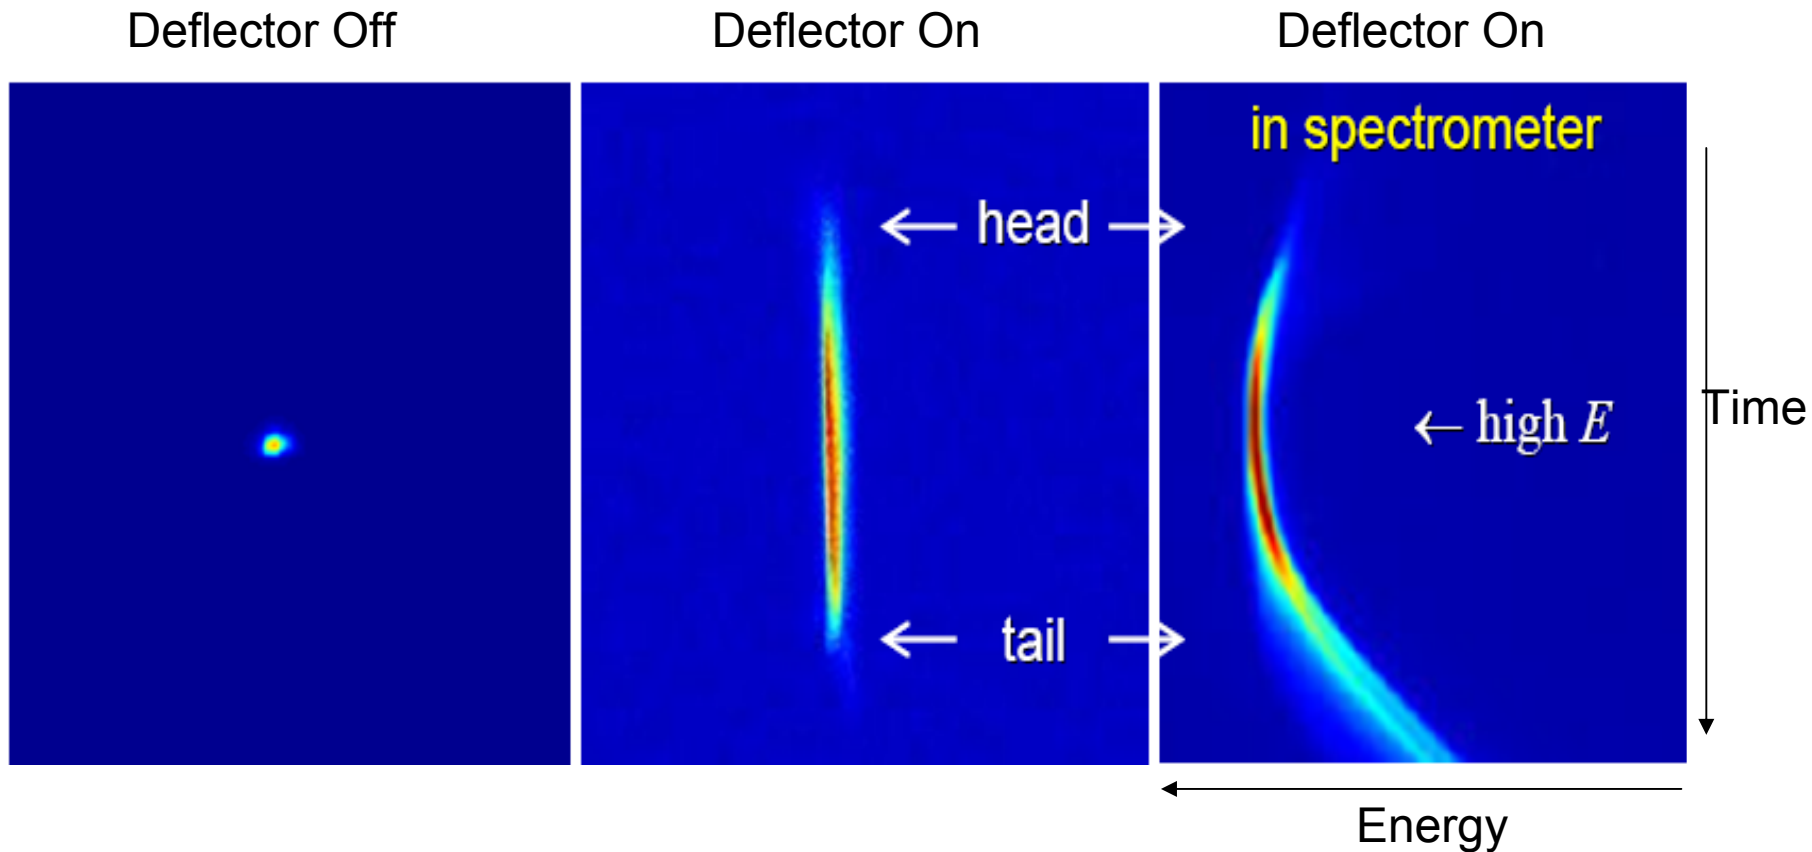 Deflector Off
Deflector On
Deflector On
in spectrometer
← head →
← high E
Time
← tail →
Energy